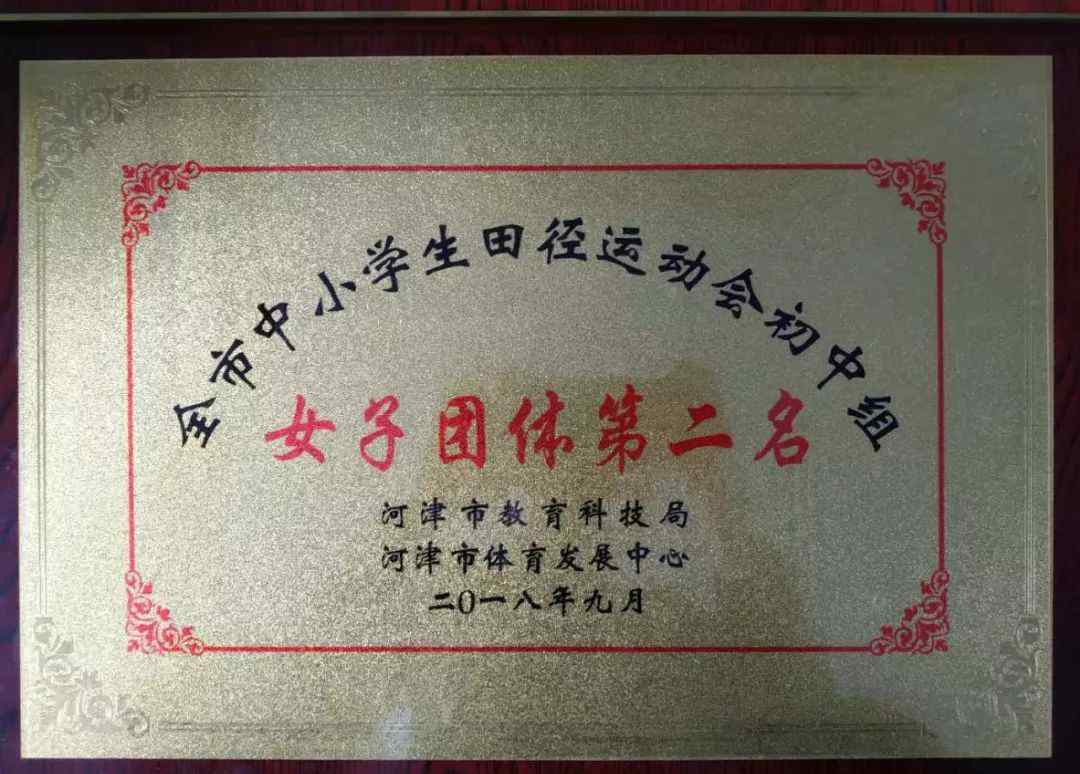 全市中小学生田径运动会初中组
女子团体第二名
河津市教育科技局
河津市体育发展中心
二0一八年九月